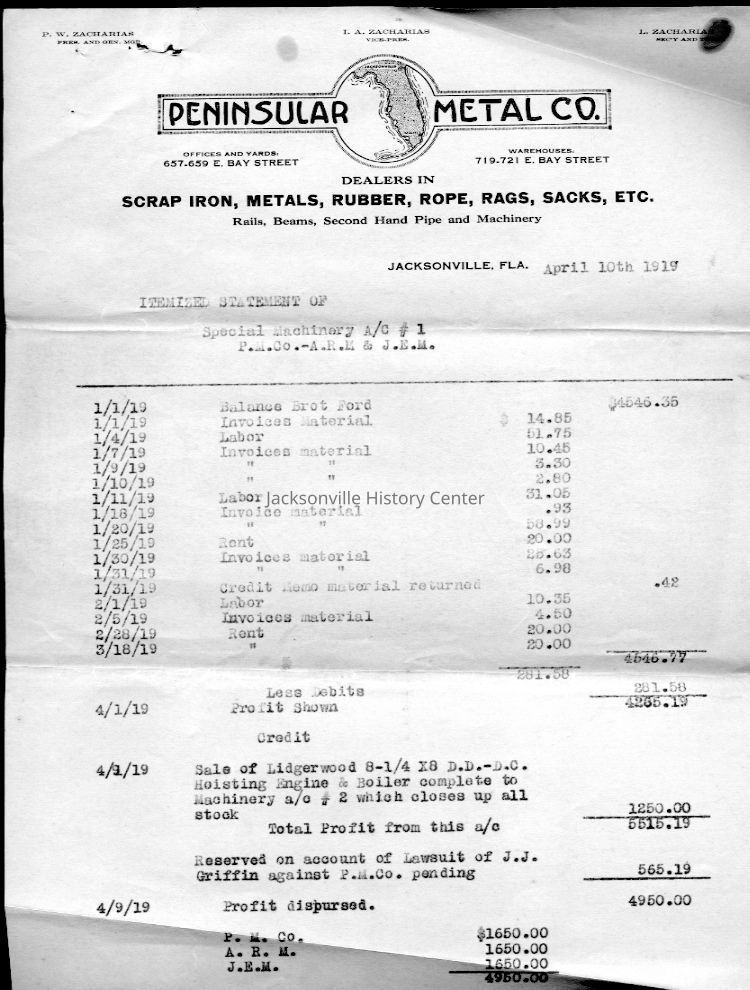 P. W. ZACHARIAS
PRES. AND GEN. MGR.
I. A. ZACHARIAS
VICE-PRES.
L. ZACHARIAS
SEC'Y AND
JACKSONVILLE
PENINSULAR METAL CO.
OFFICES AND YARDS:
657-659 E. BAY STREET
WAREHOUSES:
719-721 E. BAY STREET
DEALERS IN
SCRAP IRON, METALS, RUBBER, ROPE, RAGS, SACKS, ETC.
Rails, Beams, Second Hand Pipe and Machinery
JACKSONVILLE, FLA. April 10th 1919
ITEMIZED STATEMENT OF
Special Machinery A/C # 1
P.M.Co.-A.R.M & J.E.M.
1/1/19 Balance Brot Ford $4546.35
1/1/19 Invoices Material $ 14.85
1/4/19 Labor 51.75
1/7/19 Invoices material 10.45
1/9/19 " " 3.30
1/10/19 " " 2.80
1/11/19 Labor 31.05
Jacksonville History Center
1/18/19 Invoice material .93
1/20/19 " " 58.99
1/25/19 Rent 20.00
1/30/19 Invoices material 25.63
1/31/19 " " 6.98
1/31/19 Credit Memo material returned .42
2/1/19 Labor 10.35
2/5/19 Invoices material 4.50
2/28/19 Rent 20.00
3/18/19 " 20.00
4546.77
281.58
Less Debits 281.58
4/1/19 Profit Shown 4265.19
Credit
4/1/19 Sale of Lidgerwood 8-1/4 X8 D.D.-D.C.
Hoisting Engine & Boiler complete to
Machinery a/c # 2 which closes up all
stock 1250.00
Total Profit from this a/c 5515.19
Reserved on account of Lawsuit of J.J.
Griffin against P.M.Co. pending 565.19
4/9/19 Profit dispursed. 4950.00
P. M. Co. $1650.00
A. R. M. 1650.00
J.E.M. 1650.00
4950.00